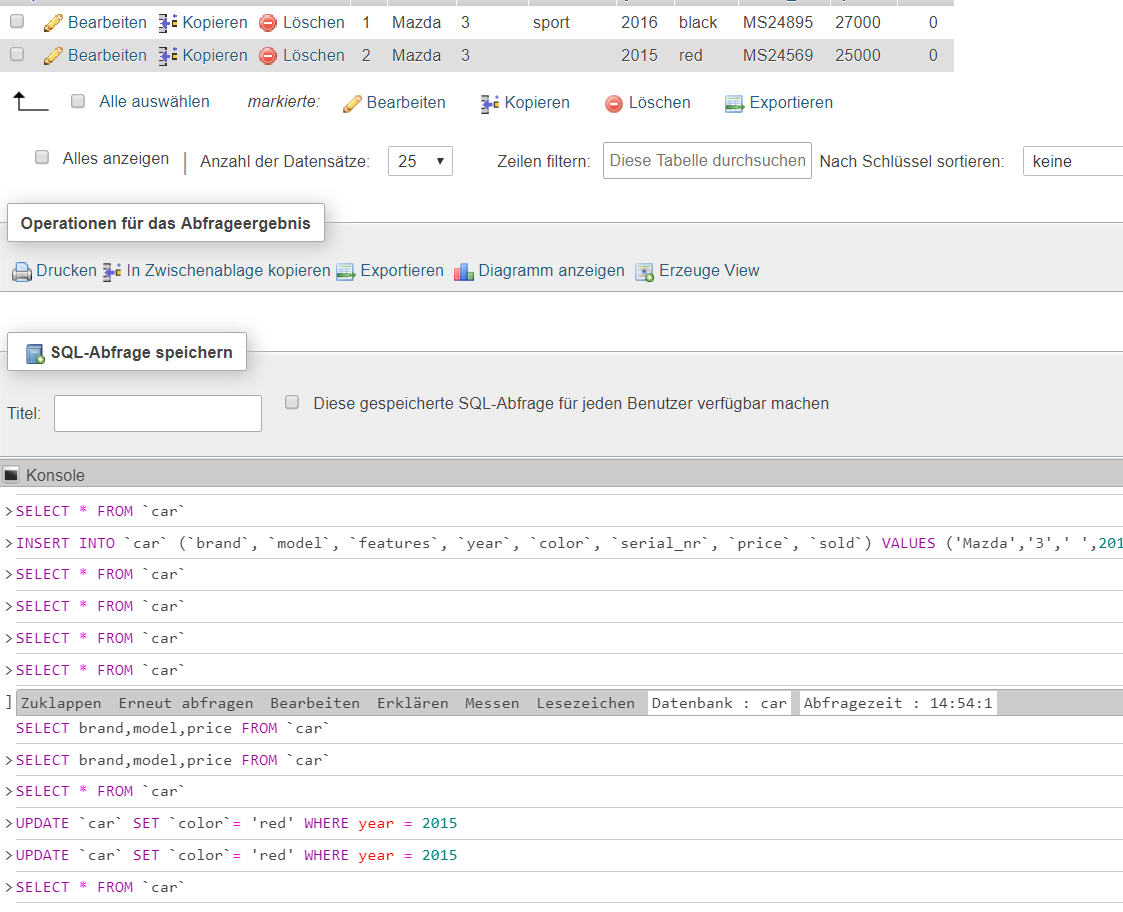 Bearbeiten Kopieren Löschen 1 Mazda 3 sport 2016 black MS24895 27000 0
Bearbeiten Kopieren Löschen 2 Mazda 3 2015 red MS24569 25000 0
Alle auswählen markierte: Bearbeiten Kopieren Löschen Exportieren
Alles anzeigen Anzahl der Datensätze: 25 Zeilen filtern: Diese Tabelle durchsuchen Nach Schlüssel sortieren: keine
Operationen für das Abfrageergebnis
Drucken In Zwischenablage kopieren Exportieren Diagramm anzeigen Erzeuge View
SQL-Abfrage speichern
Titel: Diese gespeicherte SQL-Abfrage für jeden Benutzer verfügbar machen
Konsole
>SELECT * FROM `car`
>INSERT INTO `car` (`brand`, `model`, `features`, `year`, `color`, `serial_nr`, `price`, `sold`) VALUES ('Mazda','3',' ',201
>SELECT * FROM `car`
>SELECT * FROM `car`
>SELECT * FROM `car`
>SELECT * FROM `car`
] Zuklappen Erneut abfragen Bearbeiten Erklären Messen Lesezeichen Datenbank : car Abfragezeit : 14:54:1
SELECT brand,model,price FROM `car`
>SELECT brand,model,price FROM `car`
>SELECT * FROM `car`
>UPDATE `car` SET `color`= 'red' WHERE year = 2015
>UPDATE `car` SET `color`= 'red' WHERE year = 2015
>SELECT * FROM `car`